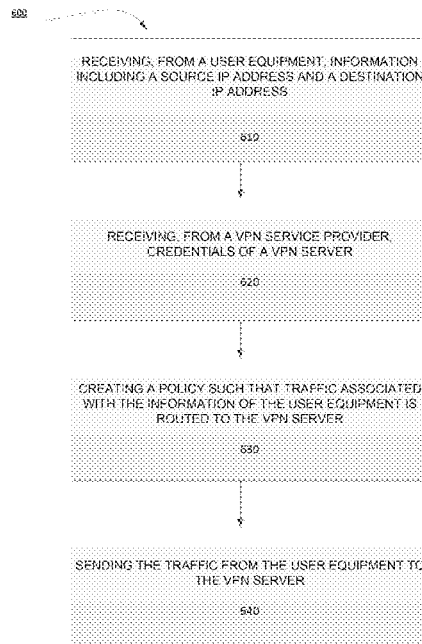 600
RECEIVING, FROM A USER EQUIPMENT, INFORMATION
INCLUDING A SOURCE IP ADDRESS AND A DESTINATION
IP ADDRESS
610
RECEIVING, FROM A VPN SERVICE PROVIDER,
CREDENTIALS OF A VPN SERVER
620
CREATING A POLICY SUCH THAT TRAFFIC ASSOCIATED
WITH THE INFORMATION OF THE USER EQUIPMENT IS
ROUTED TO THE VPN SERVER
630
SENDING THE TRAFFIC FROM THE USER EQUIPMENT TO
THE VPN SERVER
640